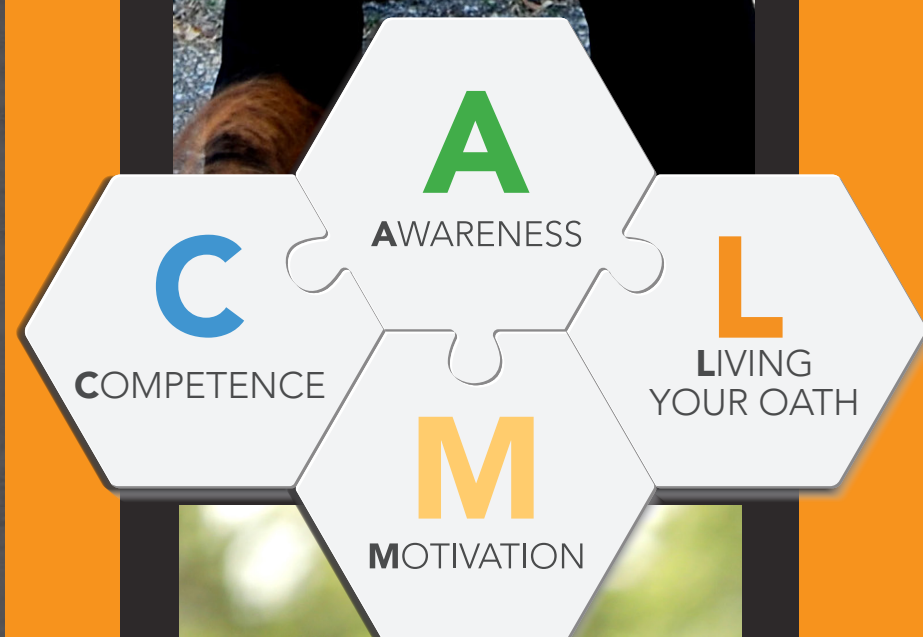 C
COMPETENCE
A
AWARENESS
L
LIVING
YOUR OATH
M
MOTIVATION